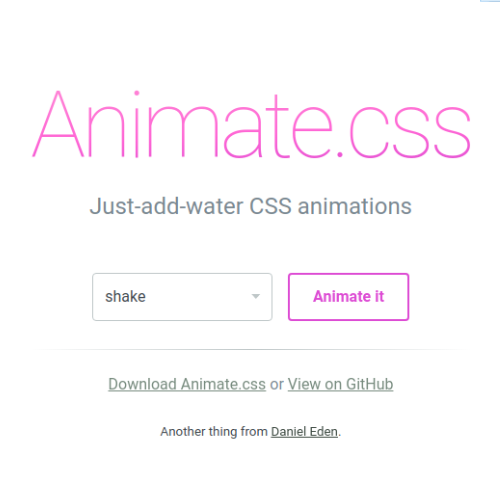 Animate.css
Just-add-water CSS animations
shake
Animate it
Download Animate.css or View on GitHub
Another thing from Daniel Eden.